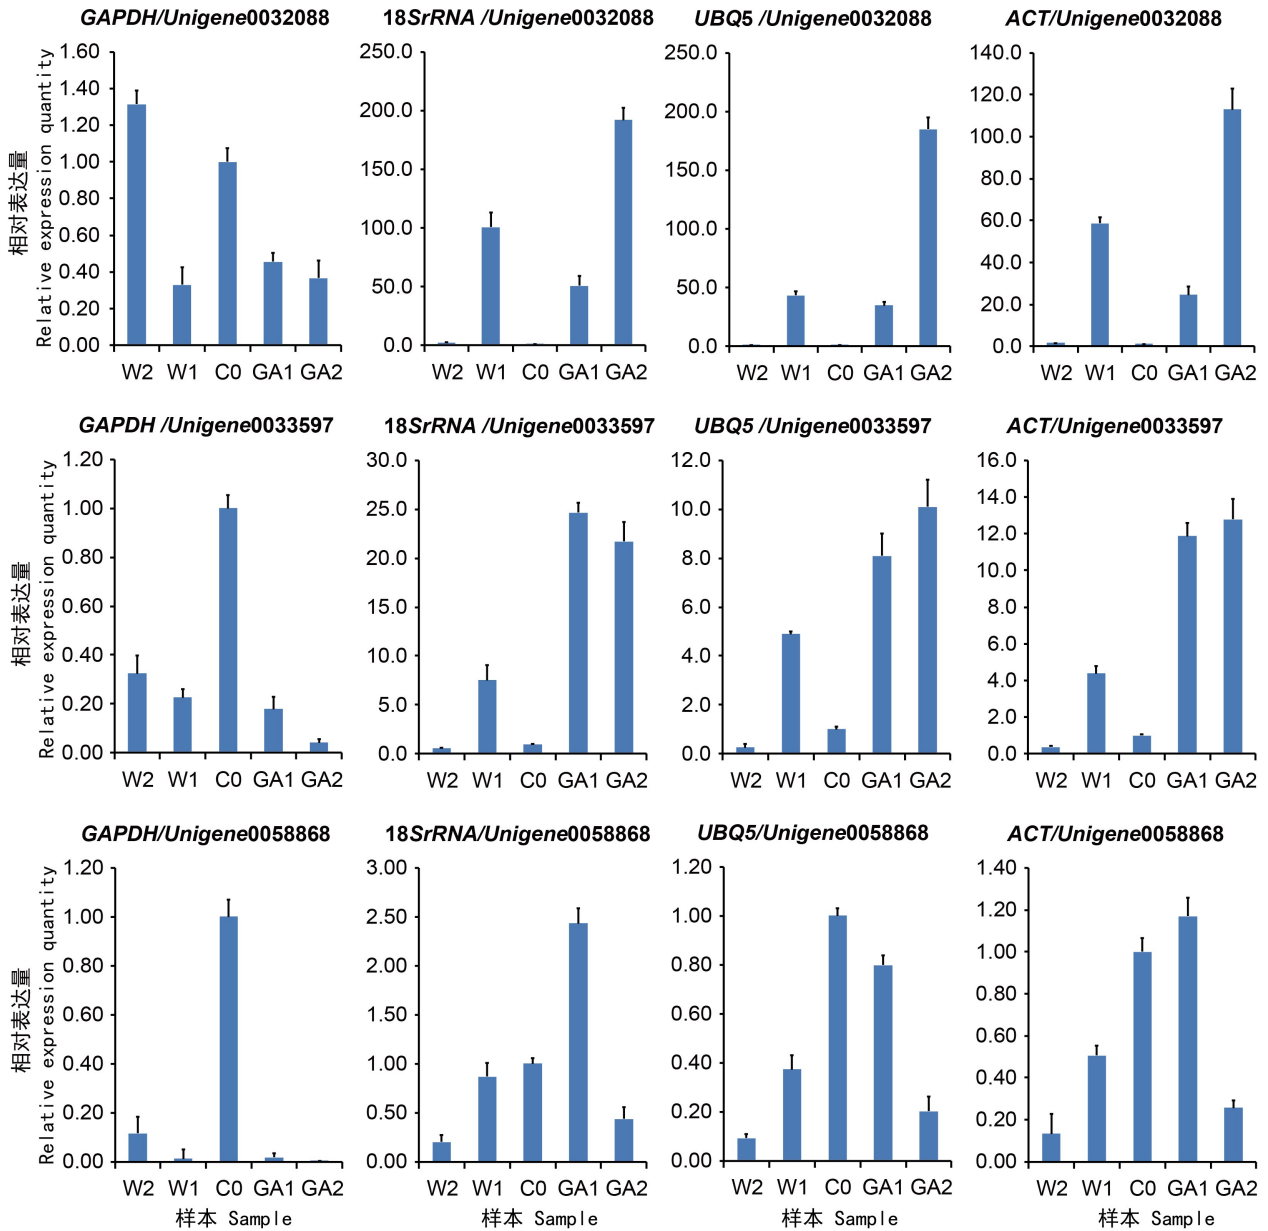 GAPDH/Unigene0032088
18SrRNA /Unigene0032088
UBQ5 /Unigene0032088
ACT/Unigene0032088
相对表达量
Relative expression quantity
1.60
1.40
1.20
1.00
0.80
0.60
0.40
0.20
0.00
W2 W1 C0 GA1 GA2
250.0
200.0
150.0
100.0
50.0
0.0
W2 W1 C0 GA1 GA2
250.0
200.0
150.0
100.0
50.0
0.0
W2 W1 C0 GA1 GA2
140.0
120.0
100.0
80.0
60.0
40.0
20.0
0.0
W2 W1 C0 GA1 GA2
GAPDH /Unigene0033597
18SrRNA /Unigene0033597
UBQ5 /Unigene0033597
ACT/Unigene0033597
相对表达量
Relative expression quantity
1.20
1.00
0.80
0.60
0.40
0.20
0.00
W2 W1 C0 GA1 GA2
30.0
25.0
20.0
15.0
10.0
5.0
0.0
W2 W1 C0 GA1 GA2
12.0
10.0
8.0
6.0
4.0
2.0
0.0
W2 W1 C0 GA1 GA2
16.0
14.0
12.0
10.0
8.0
6.0
4.0
2.0
0.0
W2 W1 C0 GA1 GA2
GAPDH/Unigene0058868
18SrRNA/Unigene0058868
UBQ5/Unigene0058868
ACT/Unigene0058868
相对表达量
Relative expression quantity
1.20
1.00
0.80
0.60
0.40
0.20
0.00
W2 W1 C0 GA1 GA2
样本 Sample
3.00
2.50
2.00
1.50
1.00
0.50
0.00
W2 W1 C0 GA1 GA2
样本 Sample
1.20
1.00
0.80
0.60
0.40
0.20
0.00
W2 W1 C0 GA1 GA2
样本 Sample
1.40
1.20
1.00
0.80
0.60
0.40
0.20
0.00
W2 W1 C0 GA1 GA2
样本 Sample